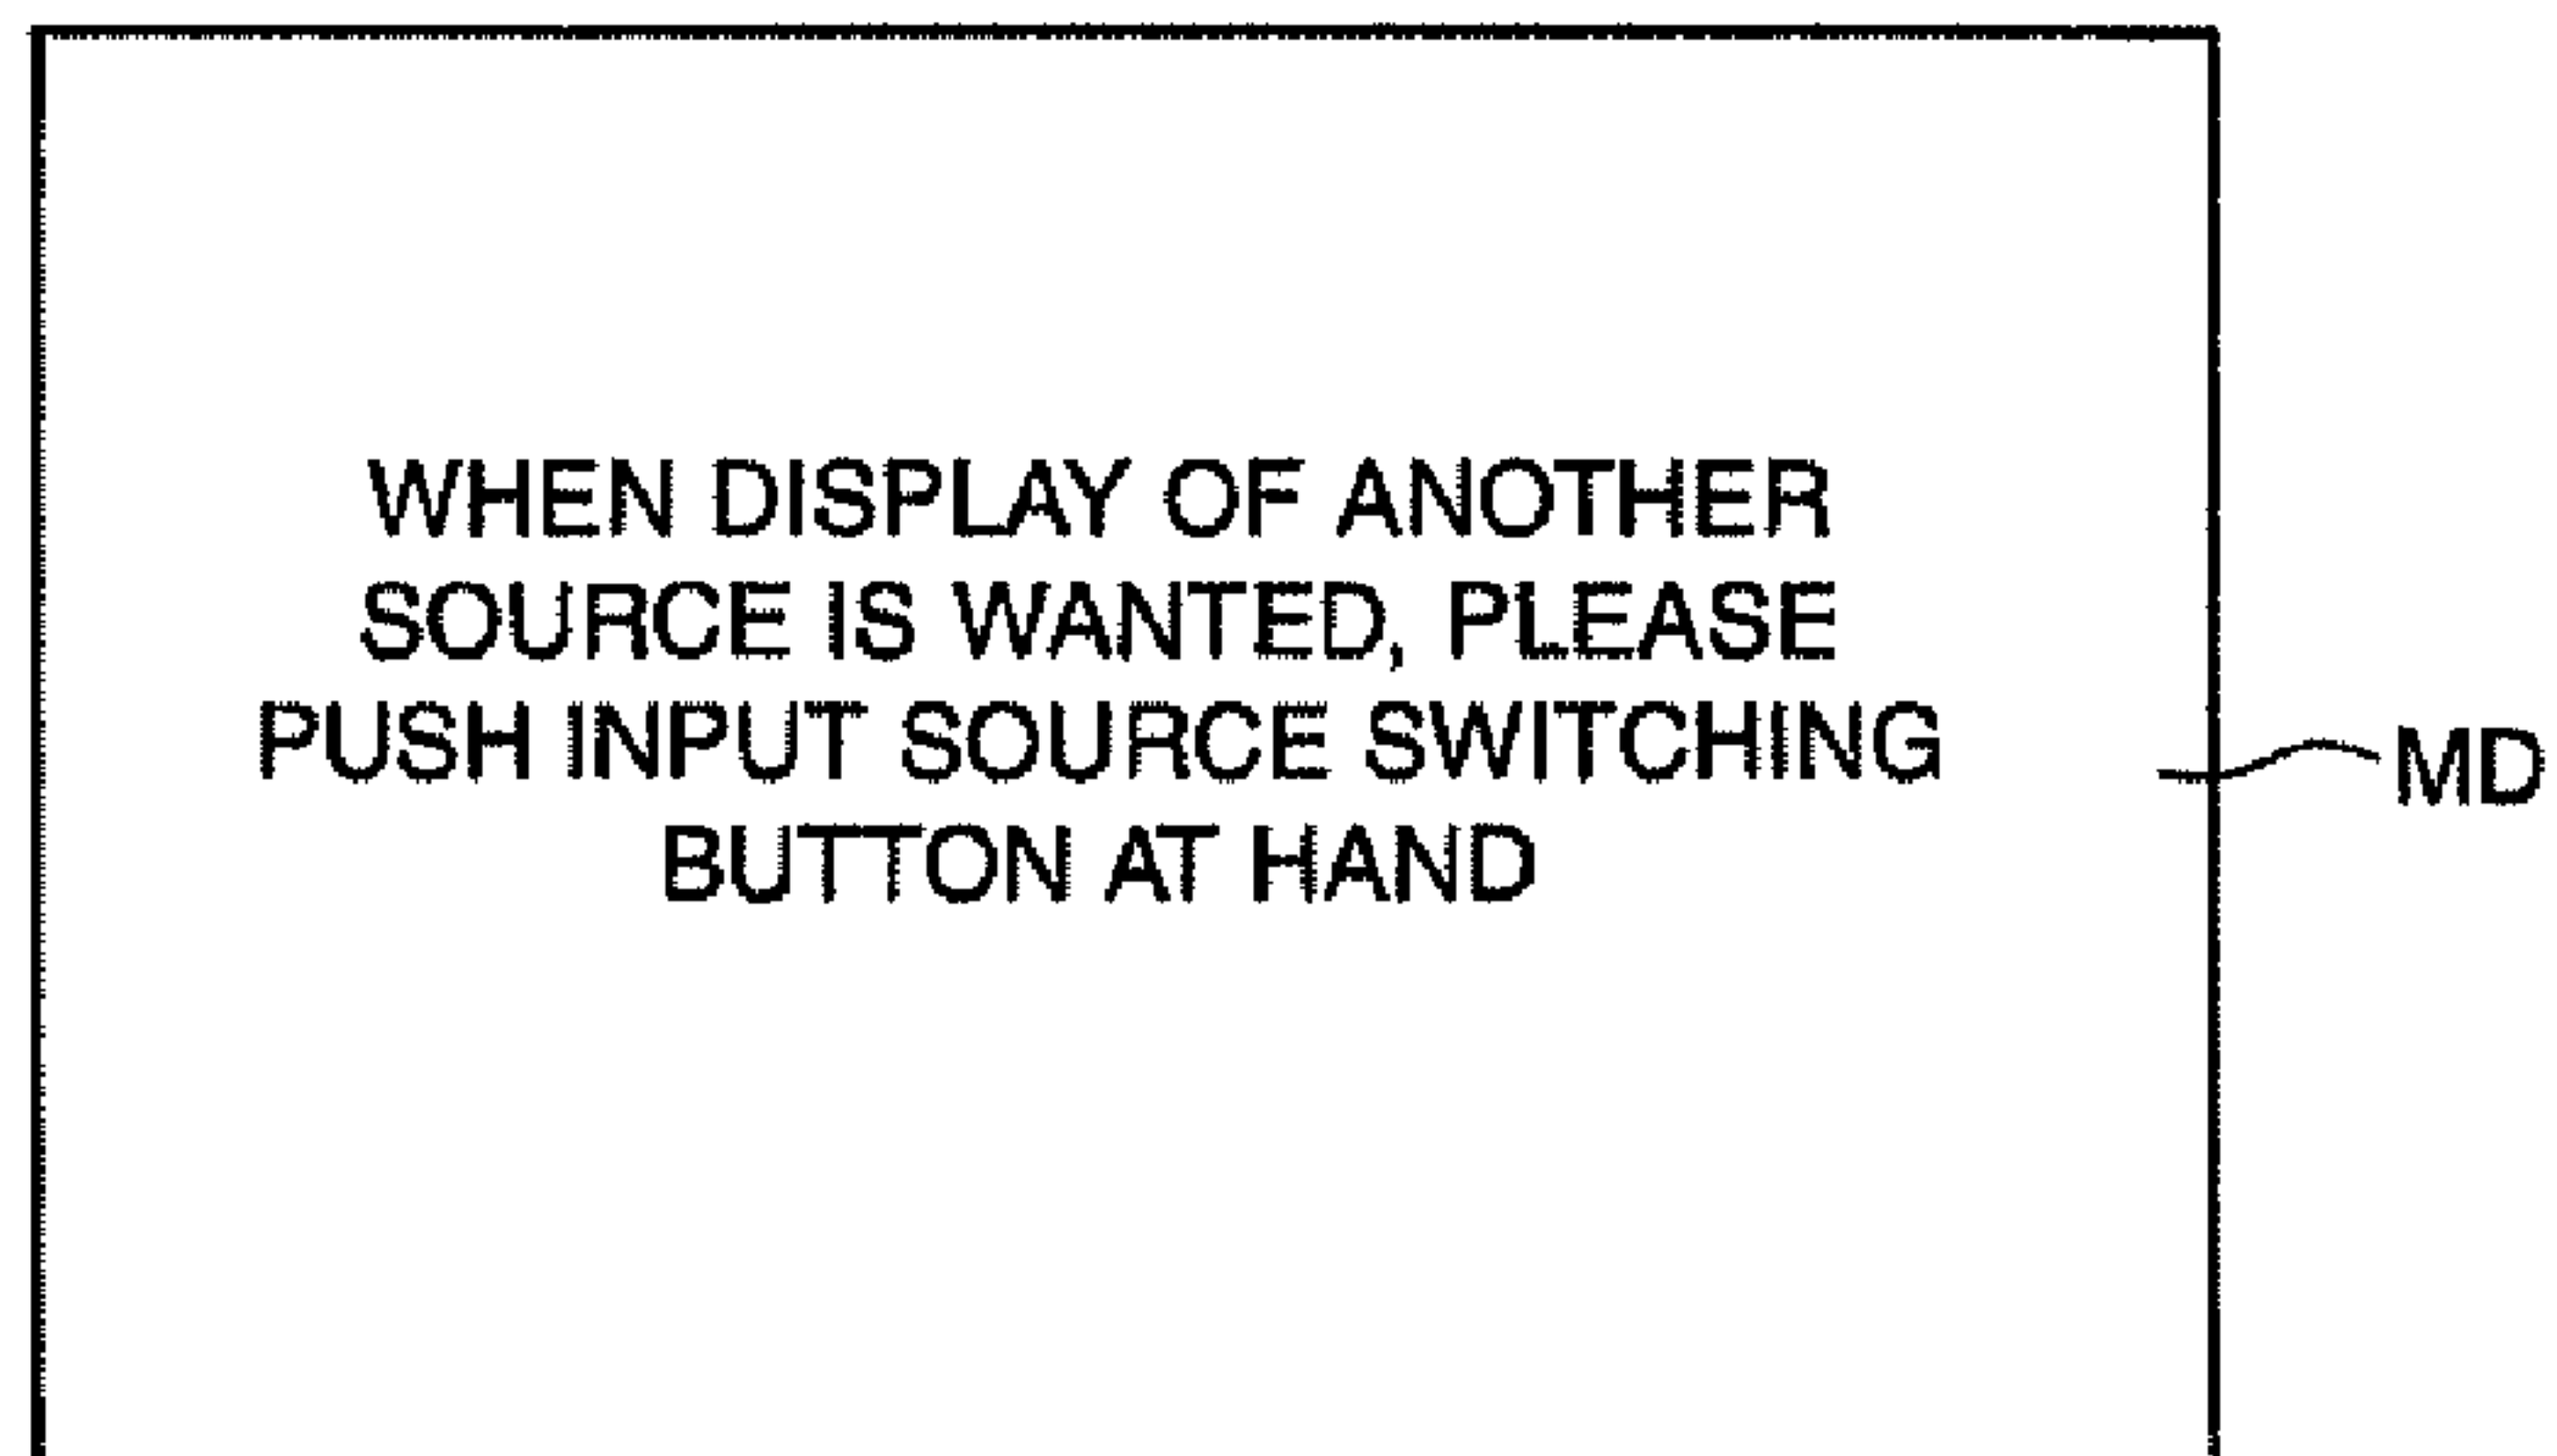 WHEN DISPLAY OF ANOTHER
SOURCE IS WANTED, PLEASE
PUSH INPUT SOURCE SWITCHING
BUTTON AT HAND
MD